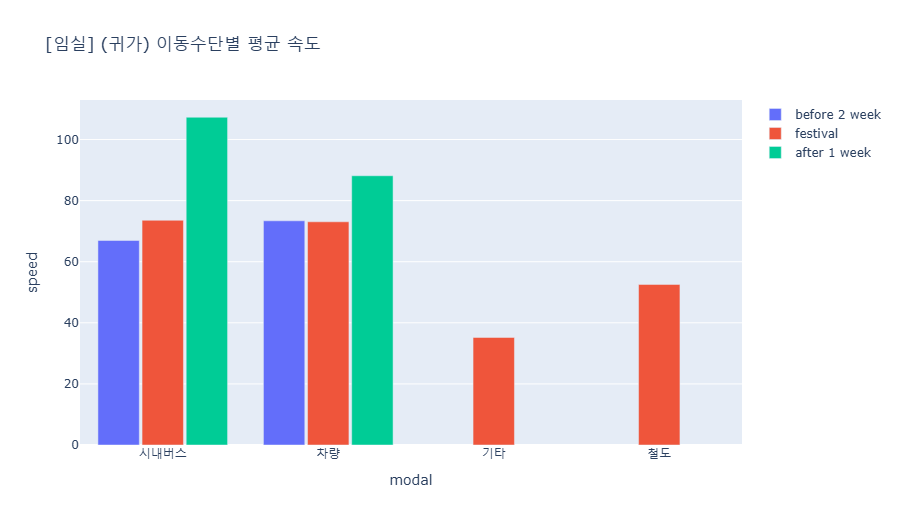 [임실] (귀가) 이동수단별 평균 속도
before 2 week
festival
after 1 week
speed
100
80
60
40
20
0
시내버스 차량 기타 철도
modal